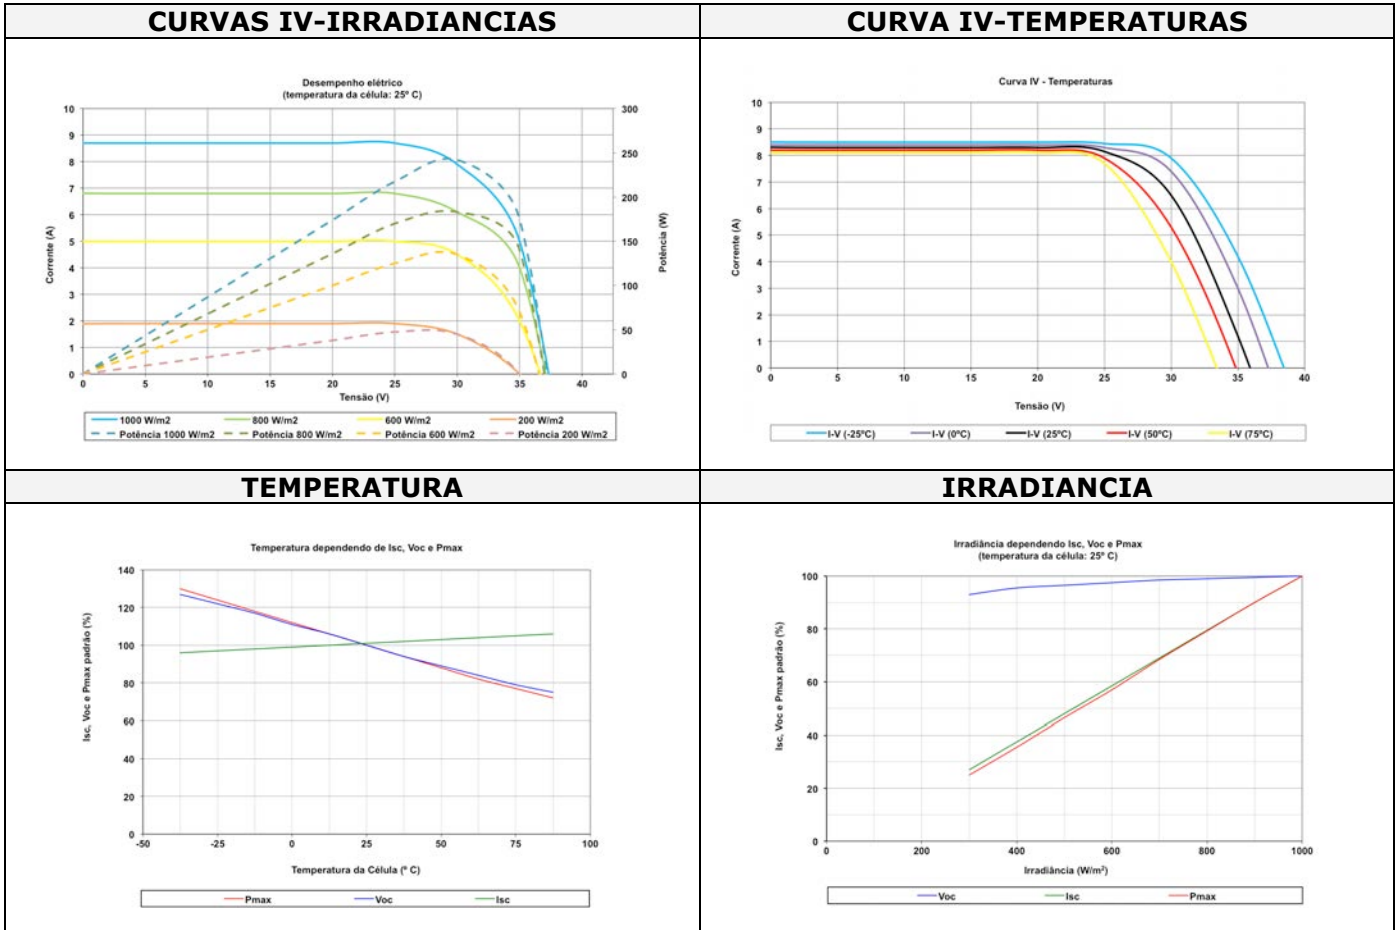 CURVAS IV-IRRADIANCIAS
CURVA IV-TEMPERATURAS
Desempenho elétrico
(temperatura da célula: 25º C)
10
9
8
7
6
5
4
3
2
1
0
Corrente (A)
300
250
200
150
100
50
0
Potência (W)
0 5 10 15 20 25 30 35 40
Tensão (V)
1000 W/m2 800 W/m2 600 W/m2 200 W/m2
Potência 1000 W/m2 Potência 800 W/m2 Potência 600 W/m2 Potência 200 W/m2
Curva IV - Temperaturas
10
9
8
7
6
5
4
3
2
1
0
Corrente (A)
0 5 10 15 20 25 30 35 40
Tensão (V)
I-V (-25ºC) I-V (0ºC) I-V (25ºC) I-V (50ºC) I-V (75ºC)
TEMPERATURA
IRRADIANCIA
Temperatura dependendo de Isc, Voc e Pmax
140
120
100
80
60
40
20
0
Isc, Voc e Pmax padrão (%)
-50 -25 0 25 50 75 100
Temperatura da Célula (º C)
Pmax Voc Isc
Irradiância dependendo Isc, Voc e Pmax
(temperatura da célula: 25º C)
100
80
60
40
20
0
Isc, Voc e Pmax padrão (%)
0 200 400 600 800 1000
Irradiância (W/m²)
Voc Isc Pmax